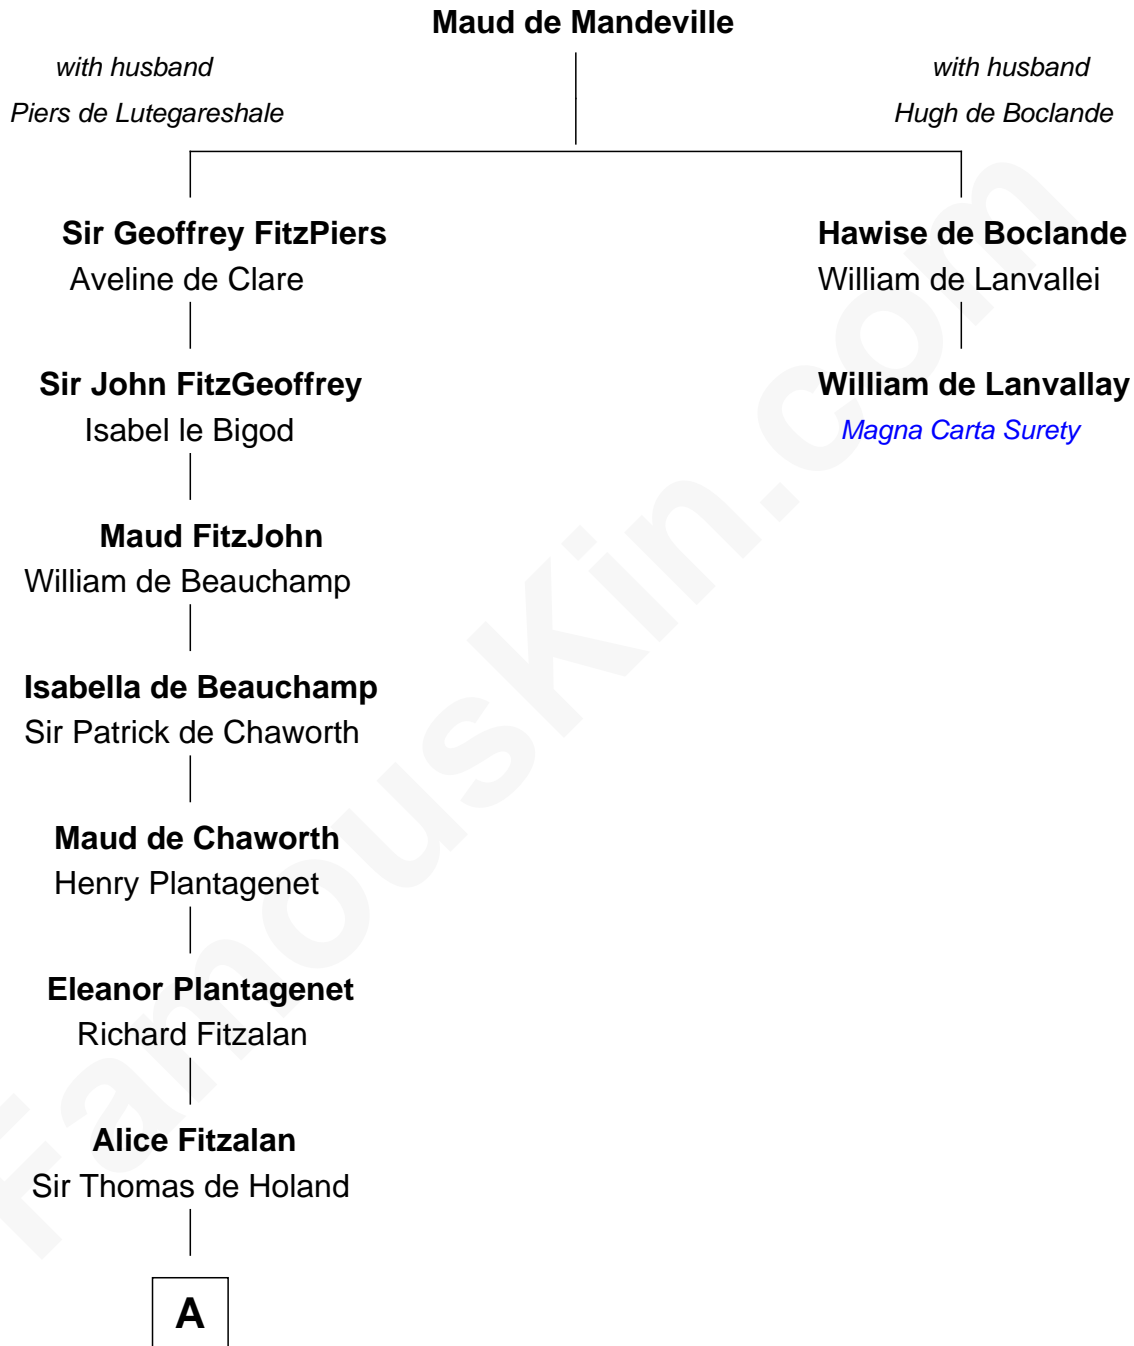 Maud de Mandeville
with husband
Piers de Lutegareshale
with husband
Hugh de Boclande
Sir Geoffrey FitzPiers
Aveline de Clare
Hawise de Boclande
William de Lanvallei
Sir John FitzGeoffrey
Isabel le Bigod
William de Lanvallay
Magna Carta Surety
Maud FitzJohn
William de Beauchamp
Isabella de Beauchamp
Sir Patrick de Chaworth
Maud de Chaworth
Henry Plantagenet
Eleanor Plantagenet
Richard Fitzalan
Alice Fitzalan
Sir Thomas de Holand
A
FamousKin.com